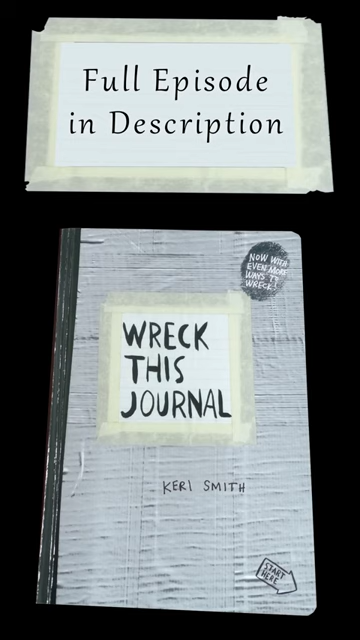 Full Episode
in Description
NOW WITH
EVEN MORE
WAYS TO
WRECK!
WRECK
THIS
JOURNAL
KERI SMITH
START
HERE